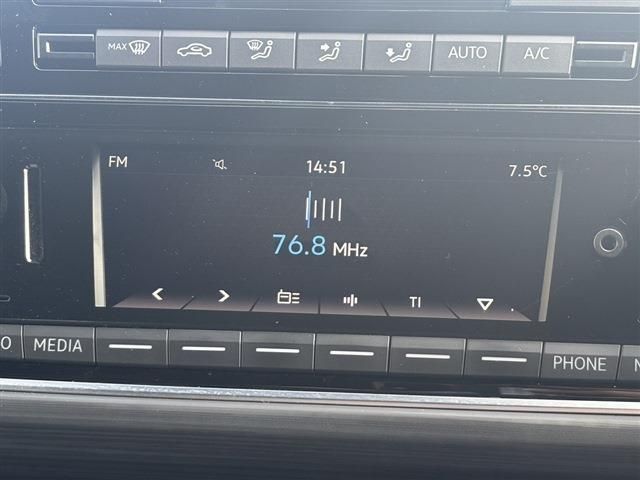 MAX
AUTO
A/C
FM
14:51
7.5°C
76.8 MHz
TI
MEDIA
PHONE